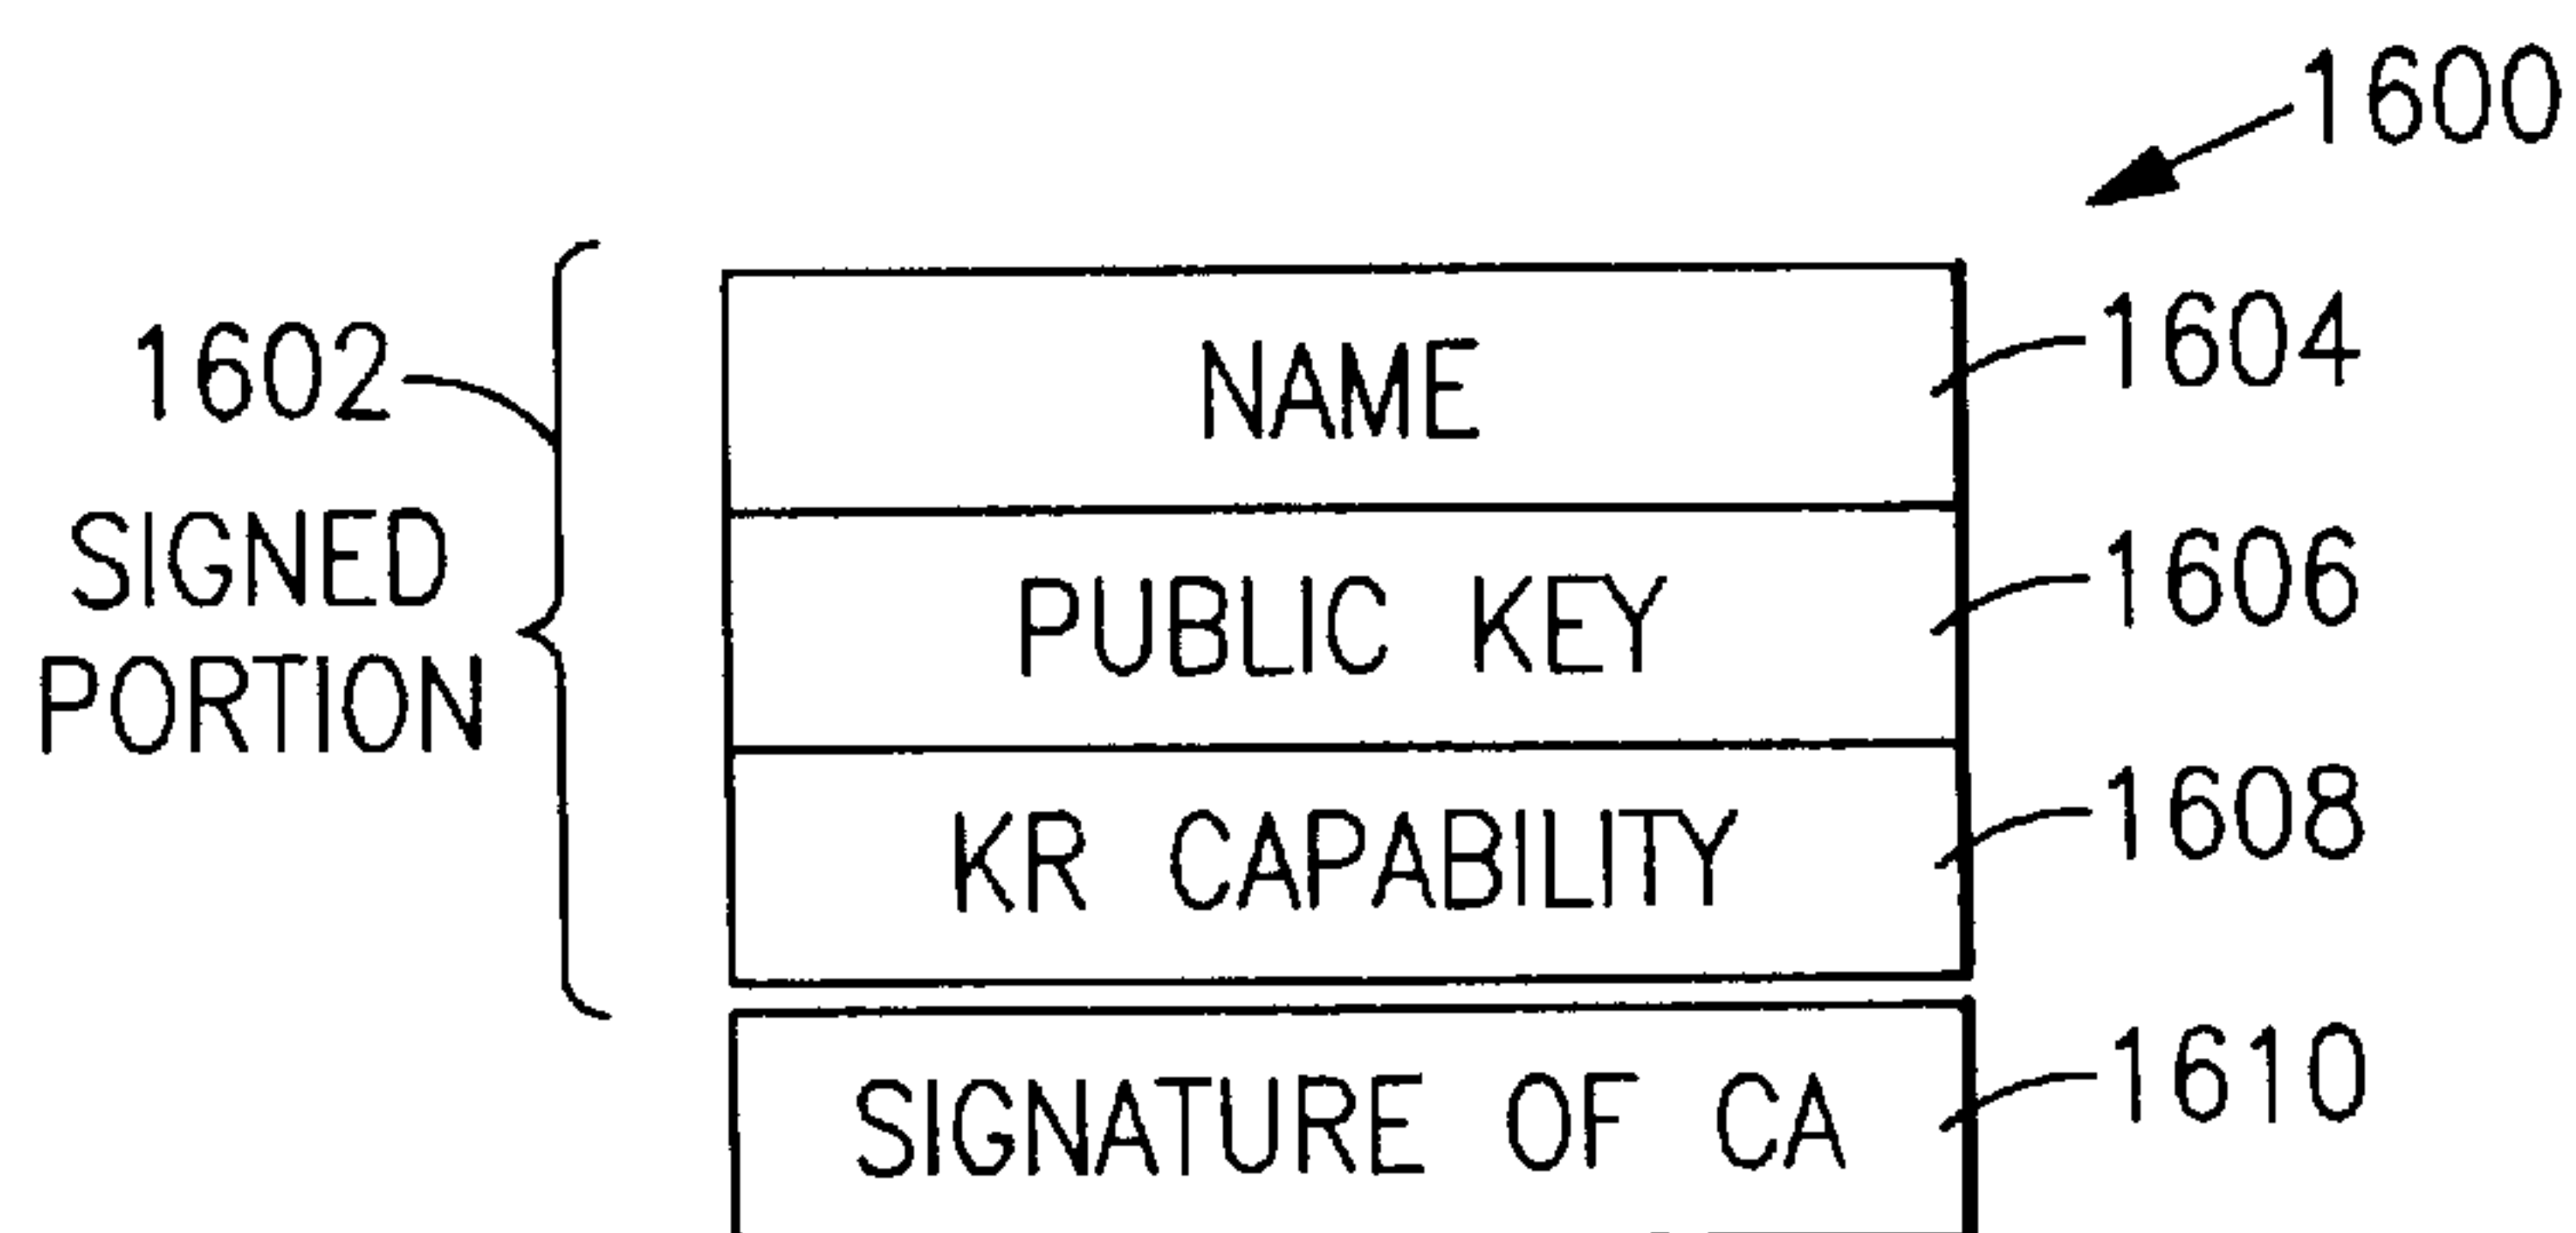 1600
NAME
1604
1602
SIGNED
PORTION
PUBLIC KEY
1606
KR CAPABILITY
1608
SIGNATURE OF CA
1610